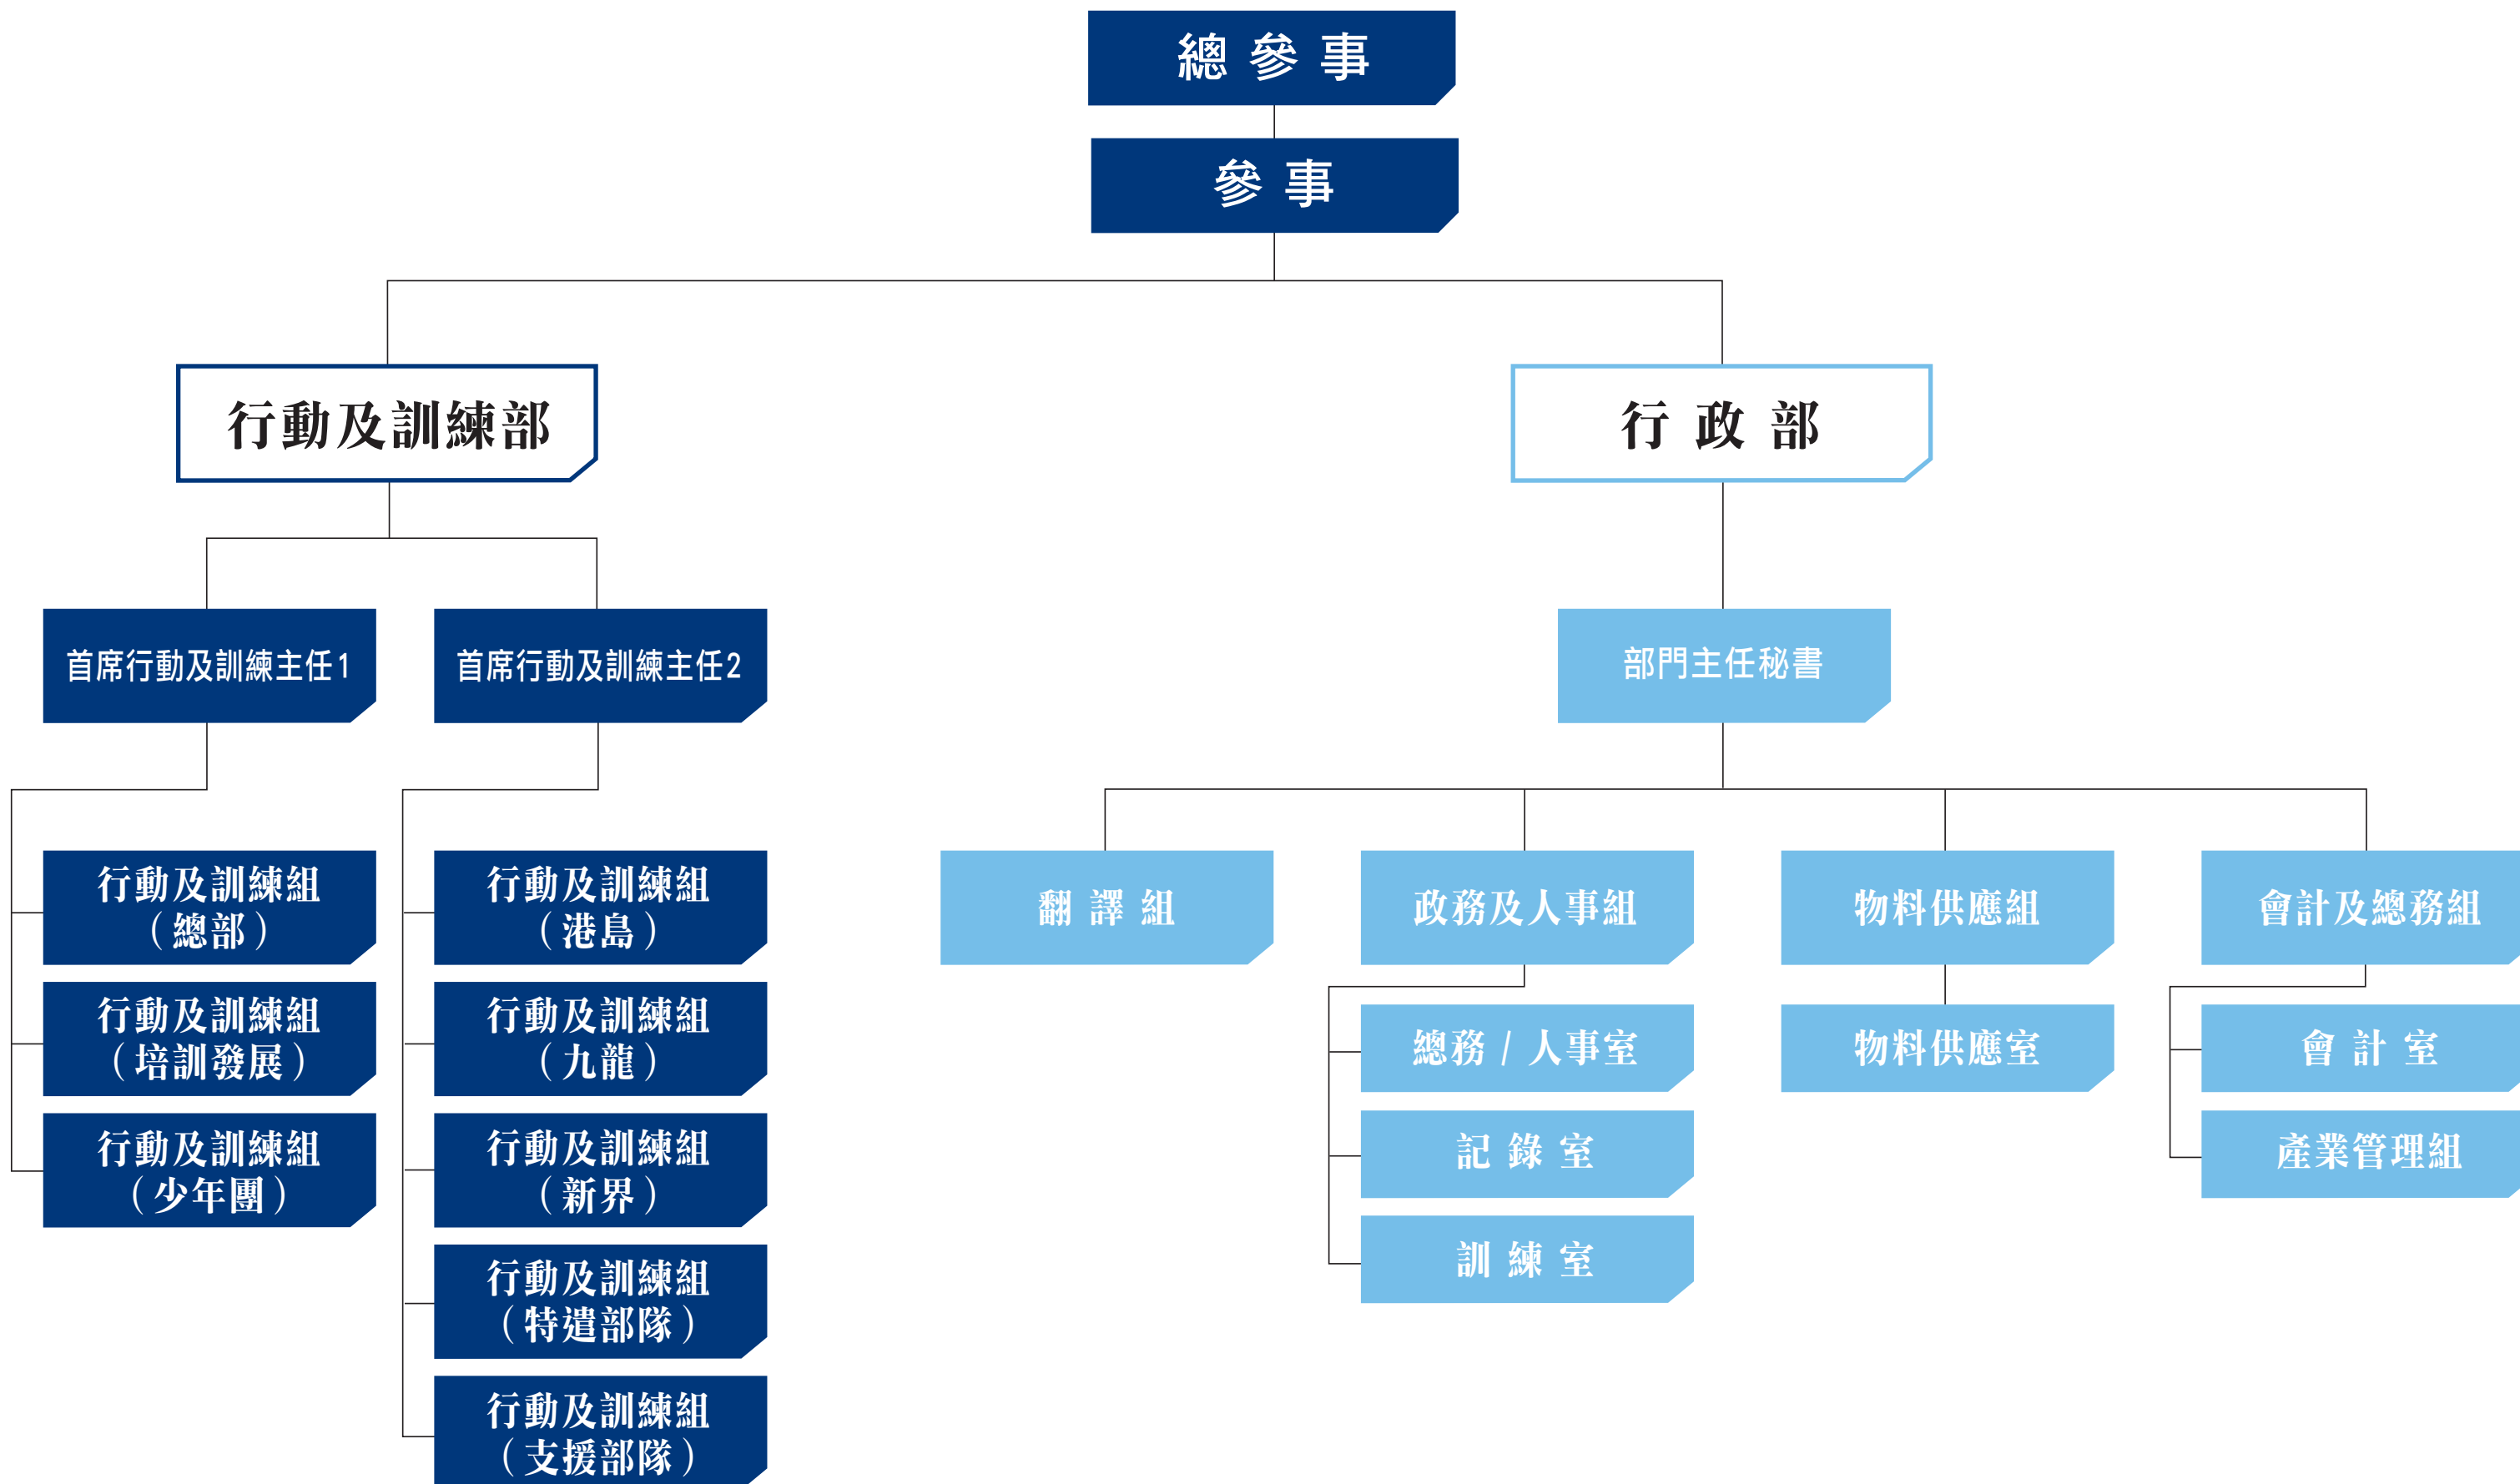 總參事
參事
行動及訓練部
行政部
首席行動及訓練主任1
首席行動及訓練主任2
部門主任秘書
行動及訓練組
（總部）
行動及訓練組
（培訓發展）
行動及訓練組
（少年團）
行動及訓練組
（港島）
行動及訓練組
（九龍）
行動及訓練組
（新界）
行動及訓練組
（特遣部隊）
行動及訓練組
（支援部隊）
翻譯組
政務及人事組
總務 / 人事室
記錄室
訓練室
物料供應組
物料供應室
會計及總務組
會計室
產業管理組